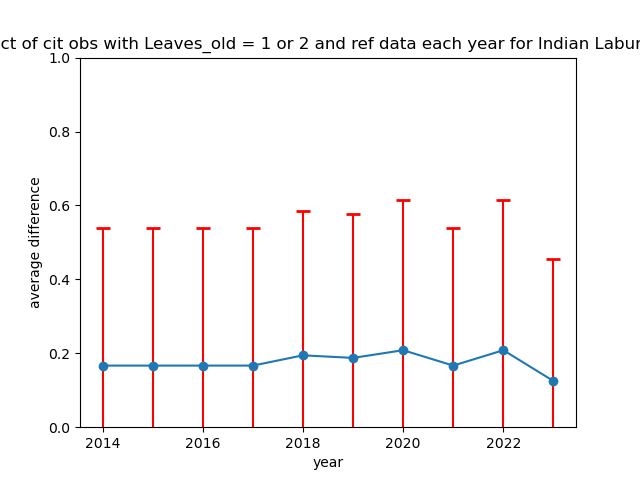 ct of cit obs with Leaves_old = 1 or 2 and ref data each year for Indian Labur
1.0
0.8
0.6
0.4
0.2
0.0
average difference
2014 2016 2018 2020 2022
year